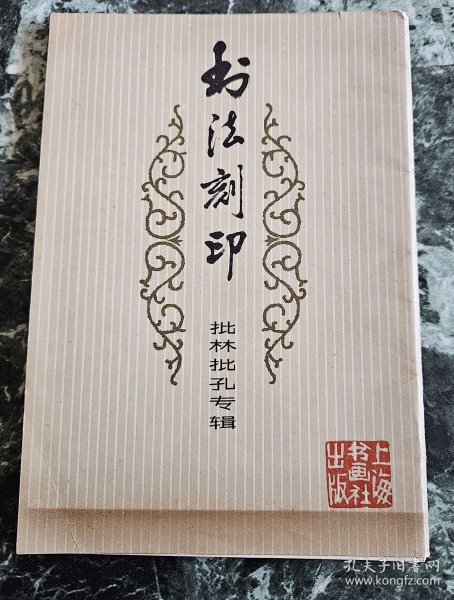 书法刻印
批林批孔专辑
上海
书画社
出版
孔夫子旧书网
www.kongfz.com